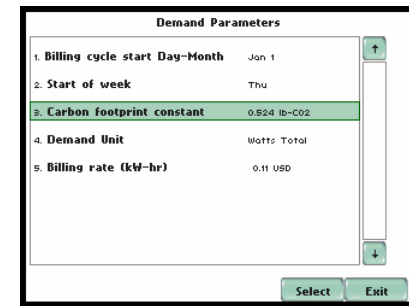 Demand Parameters
1. Billing cycle start Day-Month Jan 1
2. Start of week Thu
3. Carbon footprint constant 0.524 lb-CO2
4. Demand Unit Watts Total
5. Billing rate (kW-hr) 0.11 USD
Select Exit